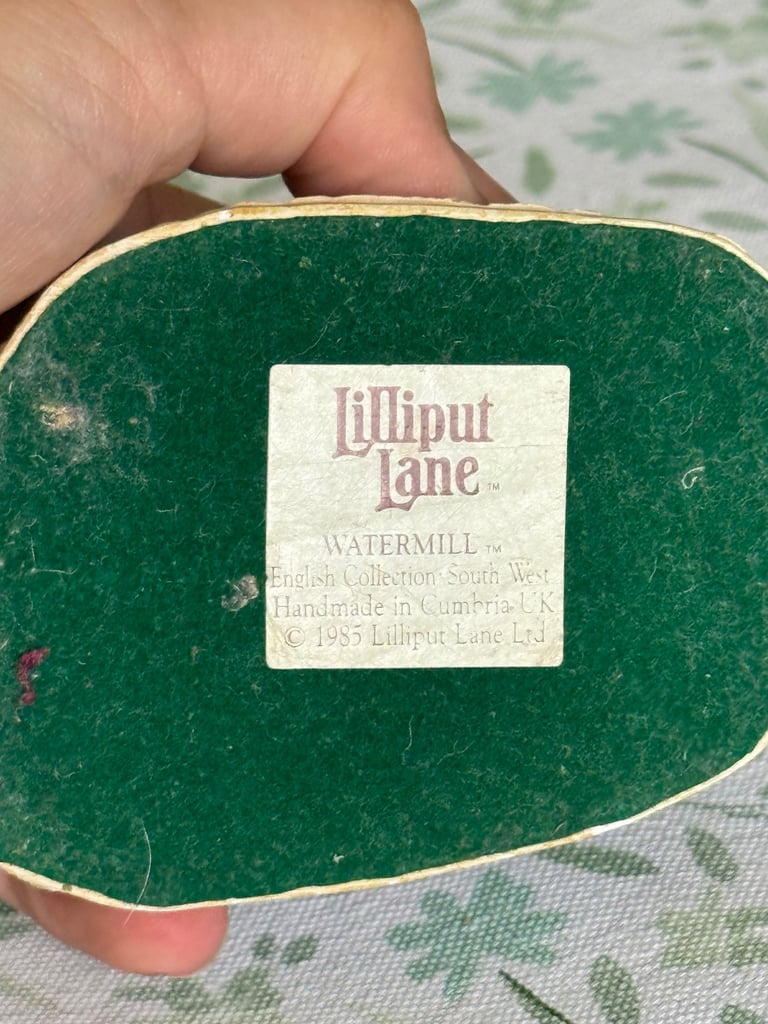 Lilliput
Lane™
WATERMILL™
English Collection South West
Handmade in Cumbria UK
© 1985 Lilliput Lane Ltd